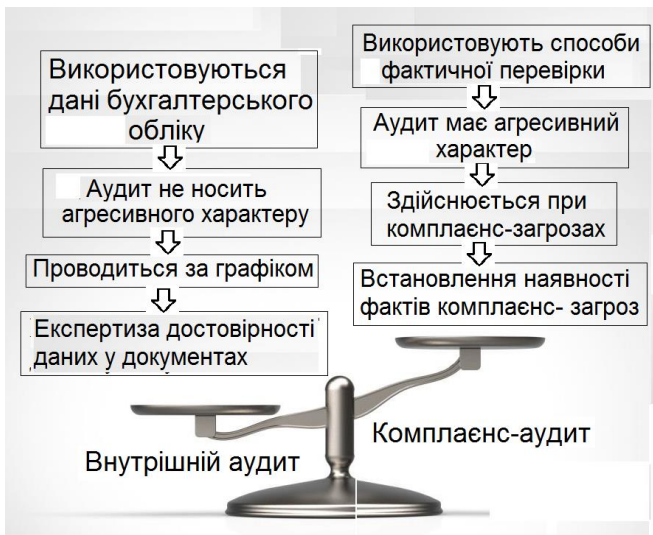 Використовуються
дані бухгалтерського
обліку
Аудит не носить
агресивного характеру
Проводиться за графіком
Експертиза достовірності
даних у документах
Внутрішній аудит
Використовують способи
фактичної перевірки
Аудит має агресивний
характер
Здійснюється при
комплаєнс-загрозах
Встановлення наявності
фактів комплаєнс- загроз
Комплаєнс-аудит